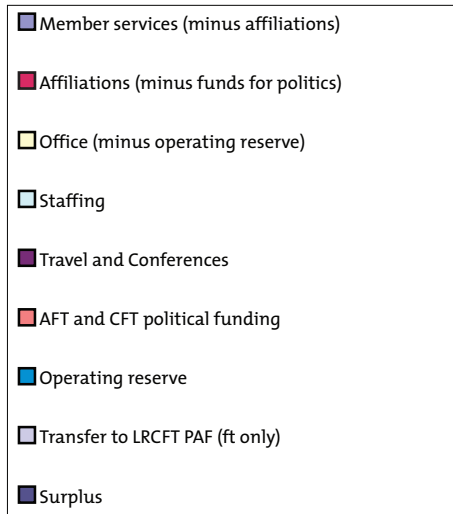 Member services (minus affiliations)
Affiliations (minus funds for politics)
Office (minus operating reserve)
Staffing
Travel and Conferences
AFT and CFT political funding
Operating reserve
Transfer to LRCFT PAF (ft only)
Surplus